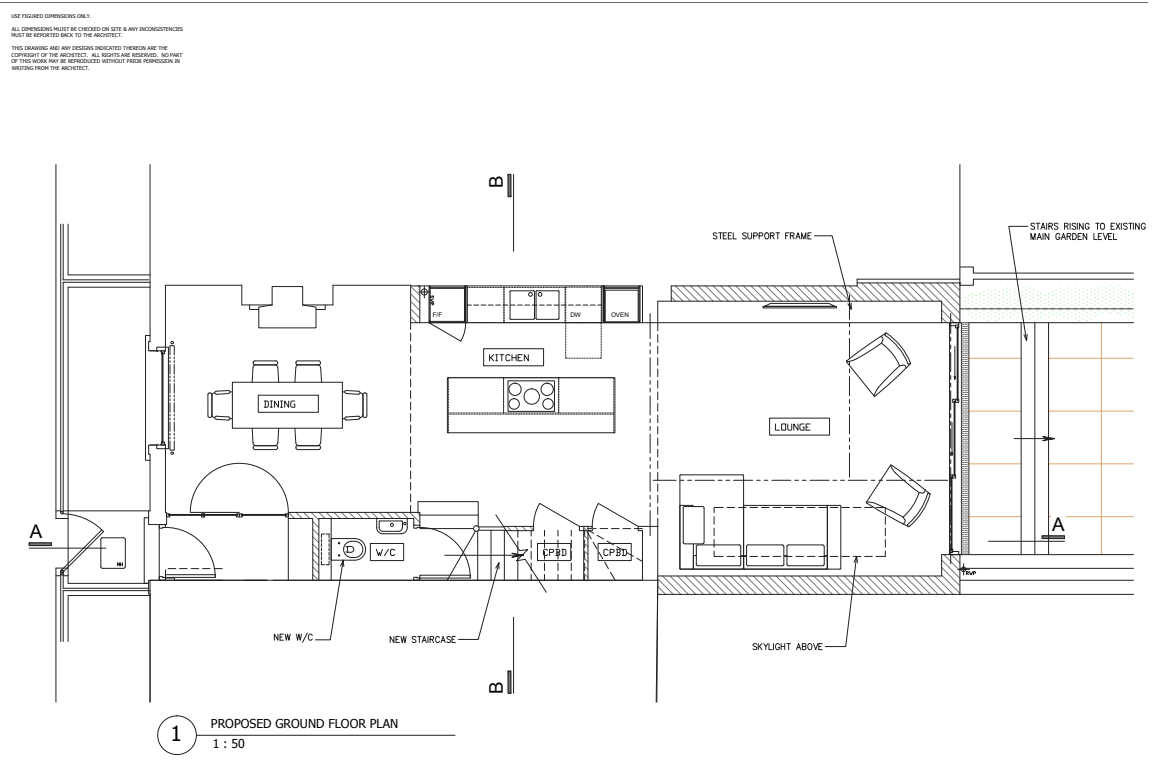 USE FIGURED DIMENSIONS ONLY.
ALL DIMENSIONS MUST BE CHECKED ON SITE & ANY INCONSISTENCIES
MUST BE REPORTED BACK TO THE ARCHITECT.
THIS DRAWING AND ANY DESIGNS INDICATED THEREON ARE THE
COPYRIGHT OF THE ARCHITECT. ALL RIGHTS ARE RESERVED. NO PART
OF THIS WORK MAY BE REPRODUCED WITHOUT PRIOR PERMISSION IN
WRITING FROM THE ARCHITECT.
B
STEEL SUPPORT FRAME
STAIRS RISING TO EXISTING
MAIN GARDEN LEVEL
SVP
F/F
DW
OVEN
KITCHEN
DINING
LOUNGE
A
A
W/C
CPBD
CPBD
MH
RWP
NEW W/C
NEW STAIRCASE
SKYLIGHT ABOVE
B
1
PROPOSED GROUND FLOOR PLAN
1 : 50